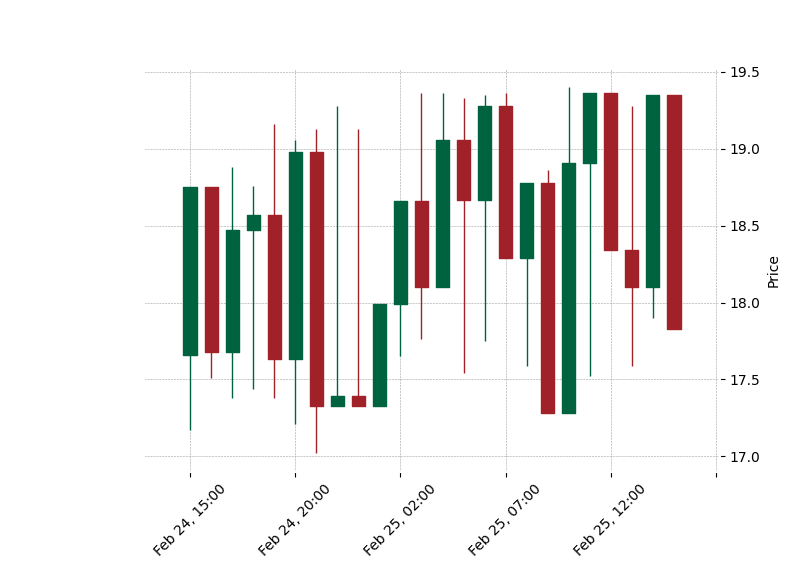 19.5
19.0
18.5
18.0
17.5
17.0
Price
Feb 24, 15:00
Feb 24, 20:00
Feb 25, 02:00
Feb 25, 07:00
Feb 25, 12:00